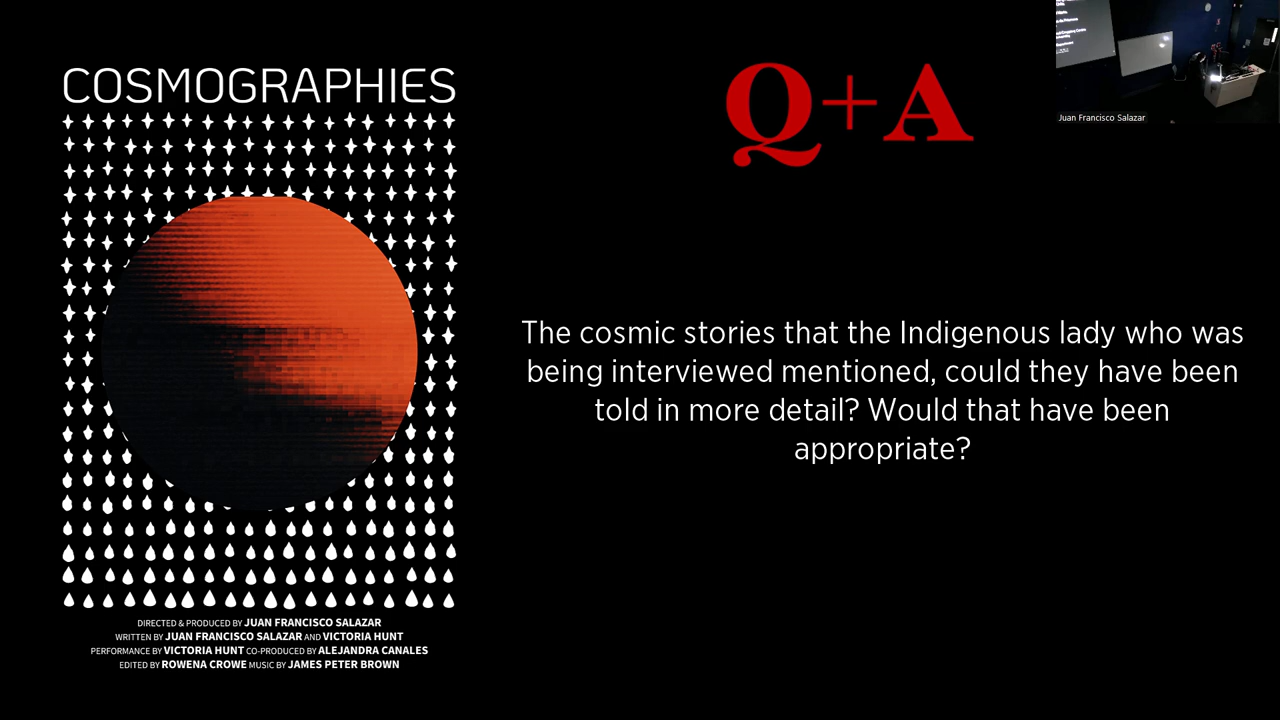 COSMOGRAPHIES
DIRECTED & PRODUCED BY JUAN FRANCISCO SALAZAR
WRITTEN BY JUAN FRANCISCO SALAZAR AND VICTORIA HUNT
PERFORMANCE BY VICTORIA HUNT CO-PRODUCED BY ALEJANDRA CANALES
EDITED BY ROWENA CROWE MUSIC BY JAMES PETER BROWN
Q+A
The cosmic stories that the Indigenous lady who was
being interviewed mentioned, could they have been
told in more detail? Would that have been
appropriate?
Juan Francisco Salazar